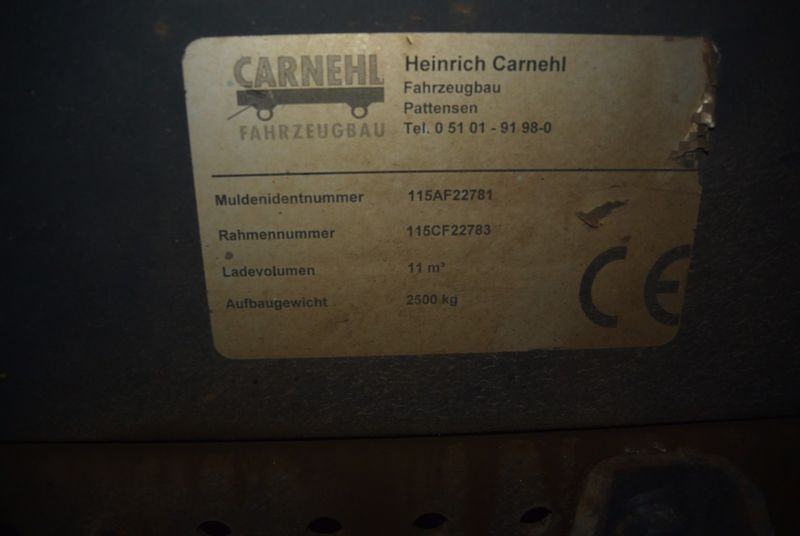 CARNEHL
FAHRZEUGBAU
Heinrich Carnehl
Fahrzeugbau
Pattensen
Tel. 0 51 01 - 91 98-0
Muldenidentnummer 115AF22781
Rahmennummer 115CF22783
Ladevolumen 11 m³
Aufbaugewicht 2500 kg
CE